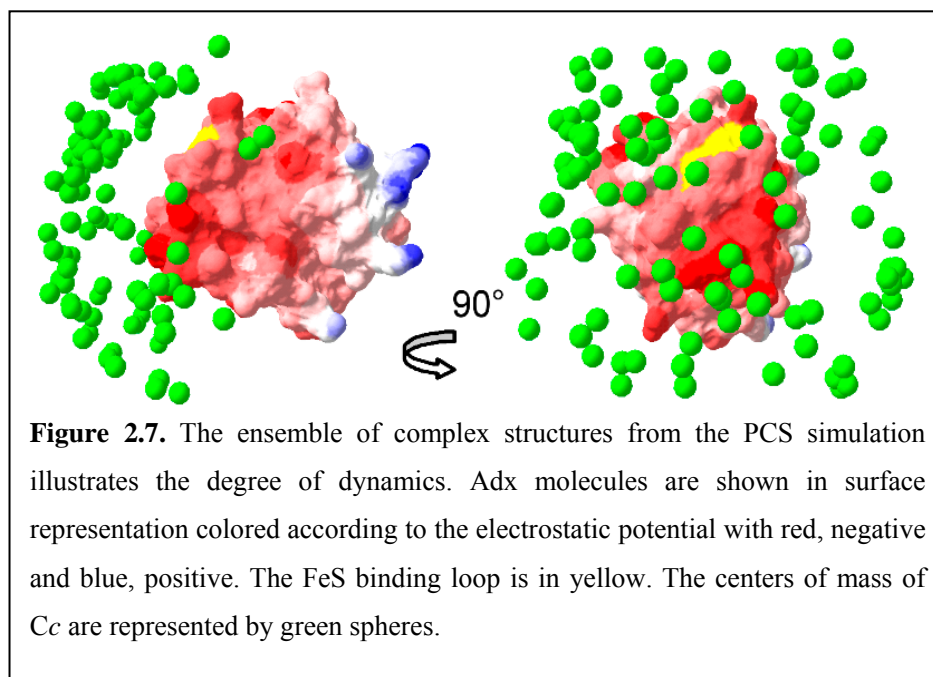 90°
Figure 2.7. The ensemble of complex structures from the PCS simulation
illustrates the degree of dynamics. Adx molecules are shown in surface
representation colored according to the electrostatic potential with red, negative
and blue, positive. The FeS binding loop is in yellow. The centers of mass of
Cc are represented by green spheres.